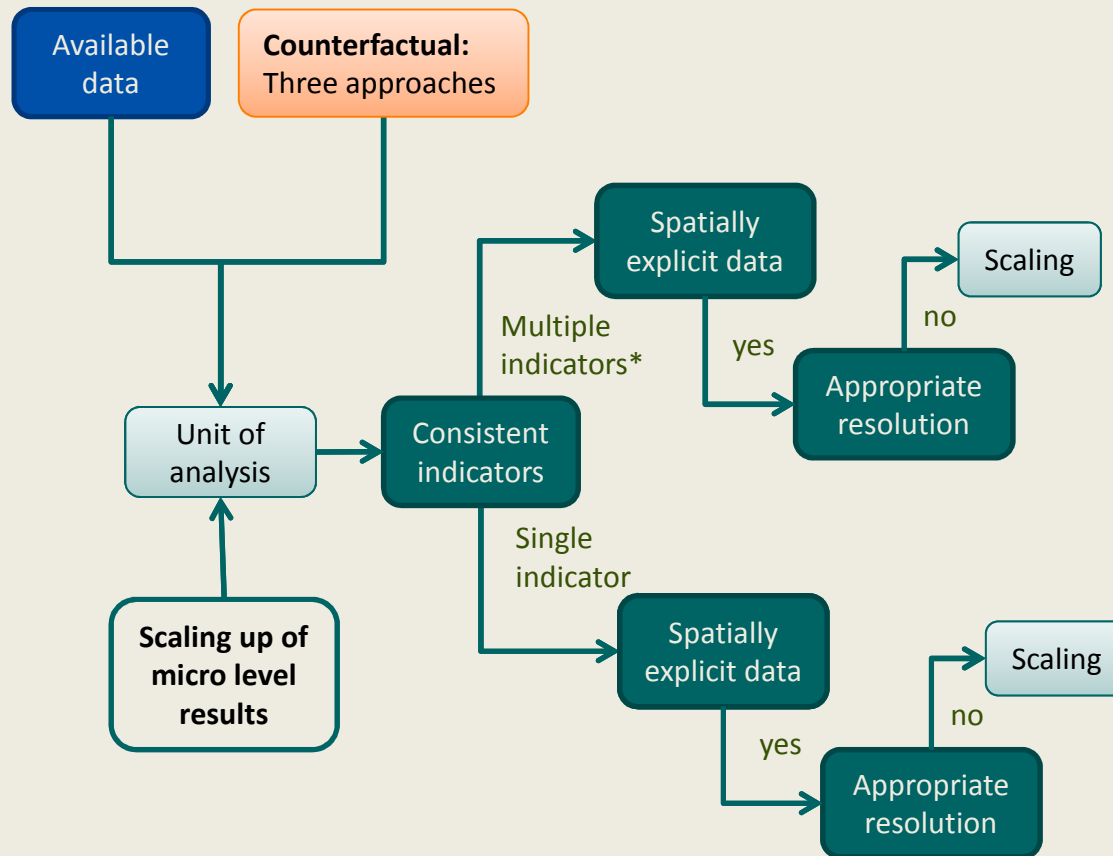 Available
data
Counterfactual:
Three approaches
Spatially
explicit data
Scaling
no
Multiple
indicators*
yes
Appropriate
resolution
Unit of
analysis
Consistent
indicators
Single
indicator
Scaling up of
micro level
results
Spatially
explicit data
Scaling
no
yes
Appropriate
resolution